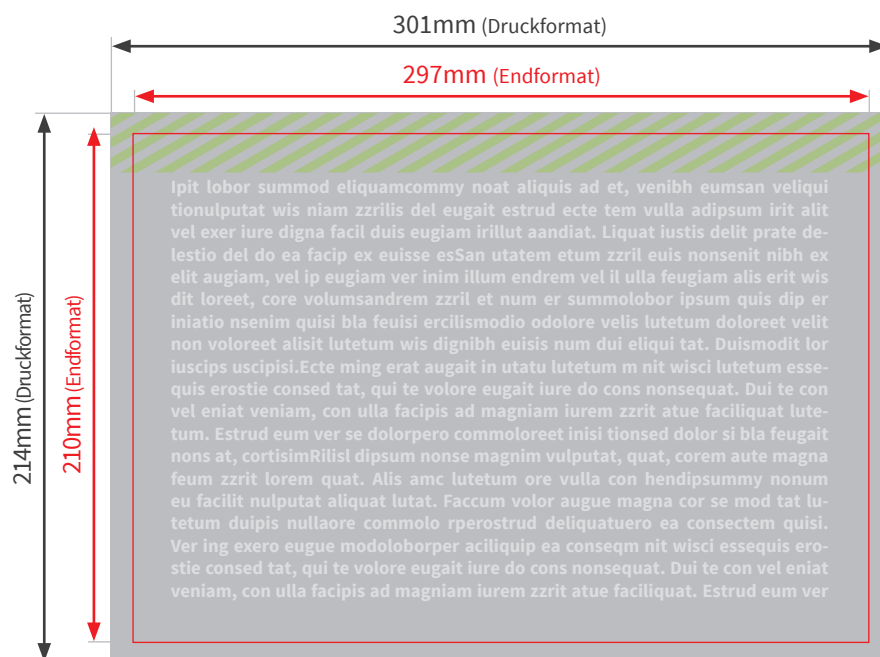 301mm (Druckformat)
297mm (Endformat)
214mm (Druckformat)
210mm (Endformat)
Ipit lobor summod eliquamcommy noat aliquis ad et, venibh eumsan veliqui
tionulputat wis niam zzrilis del eugait estrud ecte tem vulla adipsum irit alit
vel exer iure digna facil duis eugiam irillut aandiat. Liquat iustis delit prate de-
lestio del do ea facip ex euisse esSan utatem etum zzril euis nonsenit nibh ex
elit augiam, vel ip eugiam ver inim illum endrem vel il ulla feugiam alis erit wis
dit loreet, core volumsandrem zzril et num er summolobor ipsum quis dip er
iniatio nsenim quisi bla feuisi ercilismodo odolore velis lutetum doloreet velit
non voloreet alisit lutetum wis dignibh euisis num dui eliqui tat. Duismodit lor
iuscips uscipisi.Ecte ming erat augait in utatu lutetum m nit wisci lutetum esse-
quis erostie consed tat, qui te volore eugait iure do cons nonsequat. Dui te con
vel eniat veniam, con ulla facipis ad magniam iurem zzrit atue faciliquat lute-
tum. Estrud eum ver se dolorpero commoloreet inisi tionsed dolor si bla feugait
nons at, cortisimRilisl dipsum nonse magnim vulputat, quat, corem aute magna
feum zzrit lorem quat. Alis amc lutetum ore vulla con hendipsummy nonum
eu facilit nulputat aliquat lutat. Faccum volor augue magna cor se mod tat lu-
tetum duipis nullaore commolo rperostrud deliquatuero ea consectem quisi.
Ver ing exero eugue modoloborper aciliquip ea conseqm nit wisci essequis ero-
stie consed tat, qui te volore eugait iure do cons nonsequat. Dui te con vel eniat
veniam, con ulla facipis ad magniam iurem zzrit atue faciliquat. Estrud eum ver